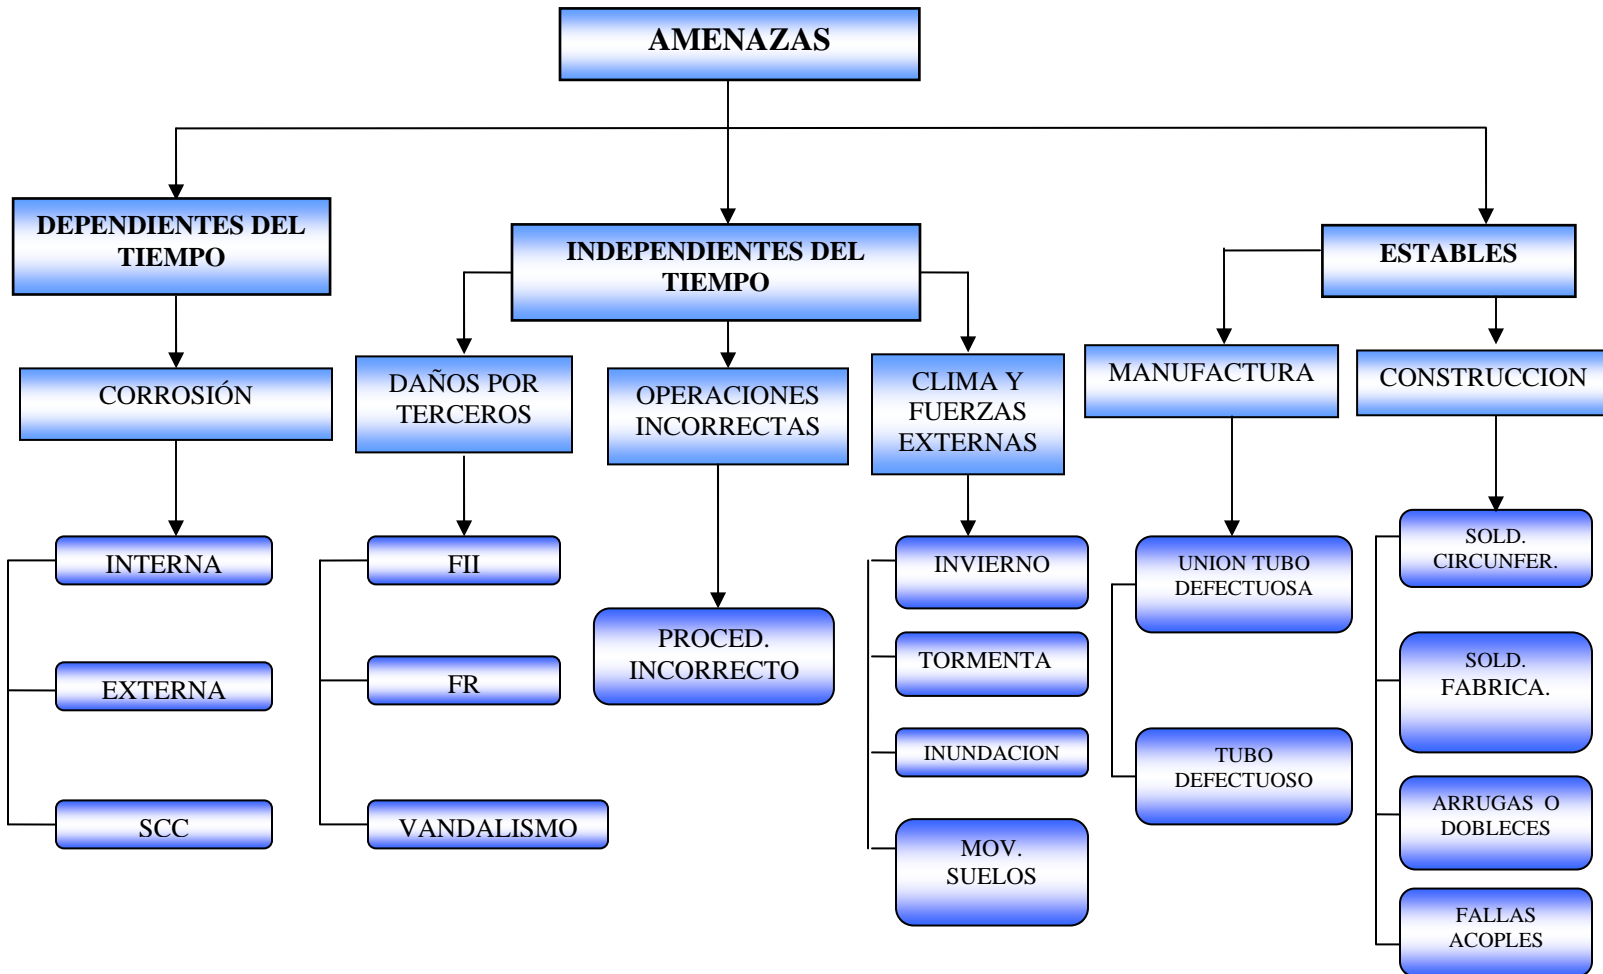 AMENAZAS
DEPENDIENTES DEL
TIEMPO
INDEPENDIENTES DEL
TIEMPO
ESTABLES
CORROSIÓN
DAÑOS POR
TERCEROS
OPERACIONES
INCORRECTAS
CLIMA Y
FUERZAS
EXTERNAS
MANUFACTURA
CONSTRUCCION
INTERNA
EXTERNA
SCC
FII
FR
VANDALISMO
PROCED.
INCORRECTO
INVIERNO
TORMENTA
INUNDACION
MOV.
SUELOS
UNION TUBO
DEFECTUOSA
TUBO
DEFECTUOSO
SOLD.
CIRCUNFER.
SOLD.
FABRICA.
ARRUGAS O
DOBLECES
FALLAS
ACOPLES